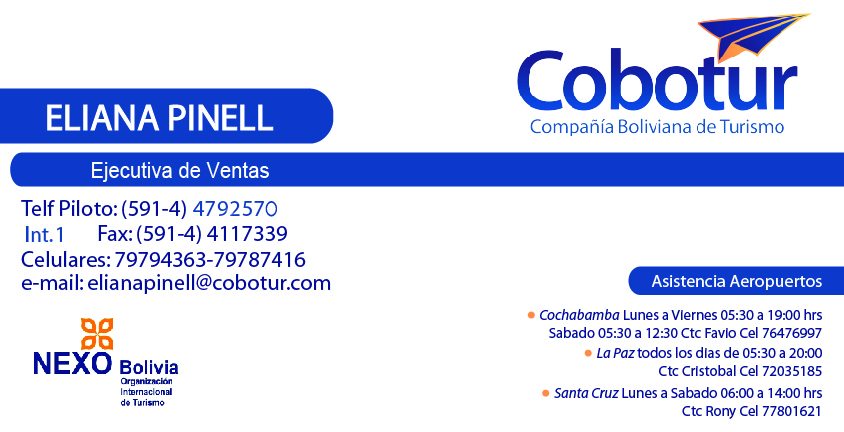 Cobotur
Compañía Boliviana de Turismo
ELIANA PINELL
Ejecutiva de Ventas
Telf Piloto: (591-4) 4792570
Int.1 Fax: (591-4) 4117339
Celulares: 79794363-79787416
e-mail: elianapinell@cobotur.com
Asistencia Aeropuertos
Cochabamba Lunes a Viernes 05:30 a 19:00 hrs
Sabado 05:30 a 12:30 Ctc Favio Cel 76476997
La Paz todos los dias de 05:30 a 20:00
Ctc Cristobal Cel 72035185
Santa Cruz Lunes a Sabado 06:00 a 14:00 hrs
Ctc Rony Cel 77801621
NEXO Bolivia
Organización
Internacional
de Turismo